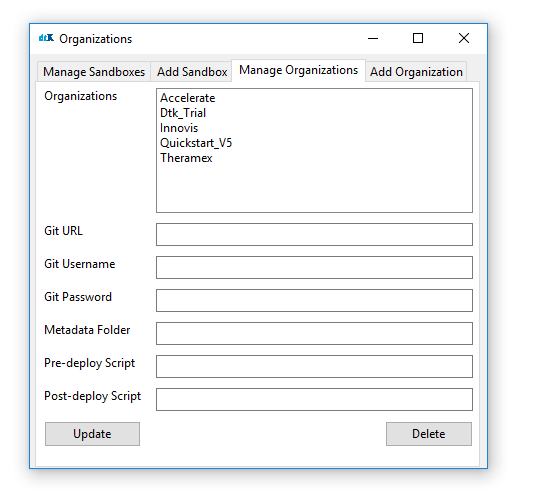 dtk Organizations
Manage Sandboxes Add Sandbox Manage Organizations Add Organization
Organizations
Accelerate
Dtk_Trial
Innovis
Quickstart_V5
Theramex
Git URL
Git Username
Git Password
Metadata Folder
Pre-deploy Script
Post-deploy Script
Update Delete